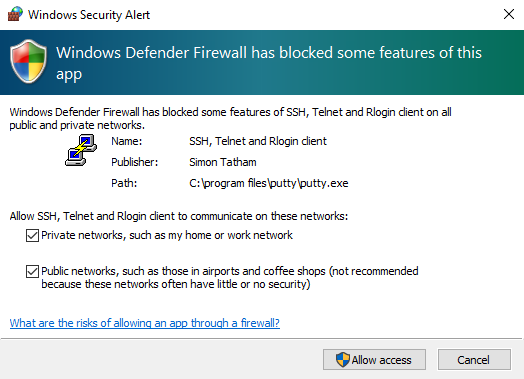 Windows Security Alert
Windows Defender Firewall has blocked some features of this
app
Windows Defender Firewall has blocked some features of SSH, Telnet and Rlogin client on all
public and private networks.
Name: SSH, Telnet and Rlogin client
Publisher: Simon Tatham
Path: C:\program files\putty\putty.exe
Allow SSH, Telnet and Rlogin client to communicate on these networks:
Private networks, such as my home or work network
Public networks, such as those in airports and coffee shops (not recommended
because these networks often have little or no security)
What are the risks of allowing an app through a firewall?
Allow access Cancel